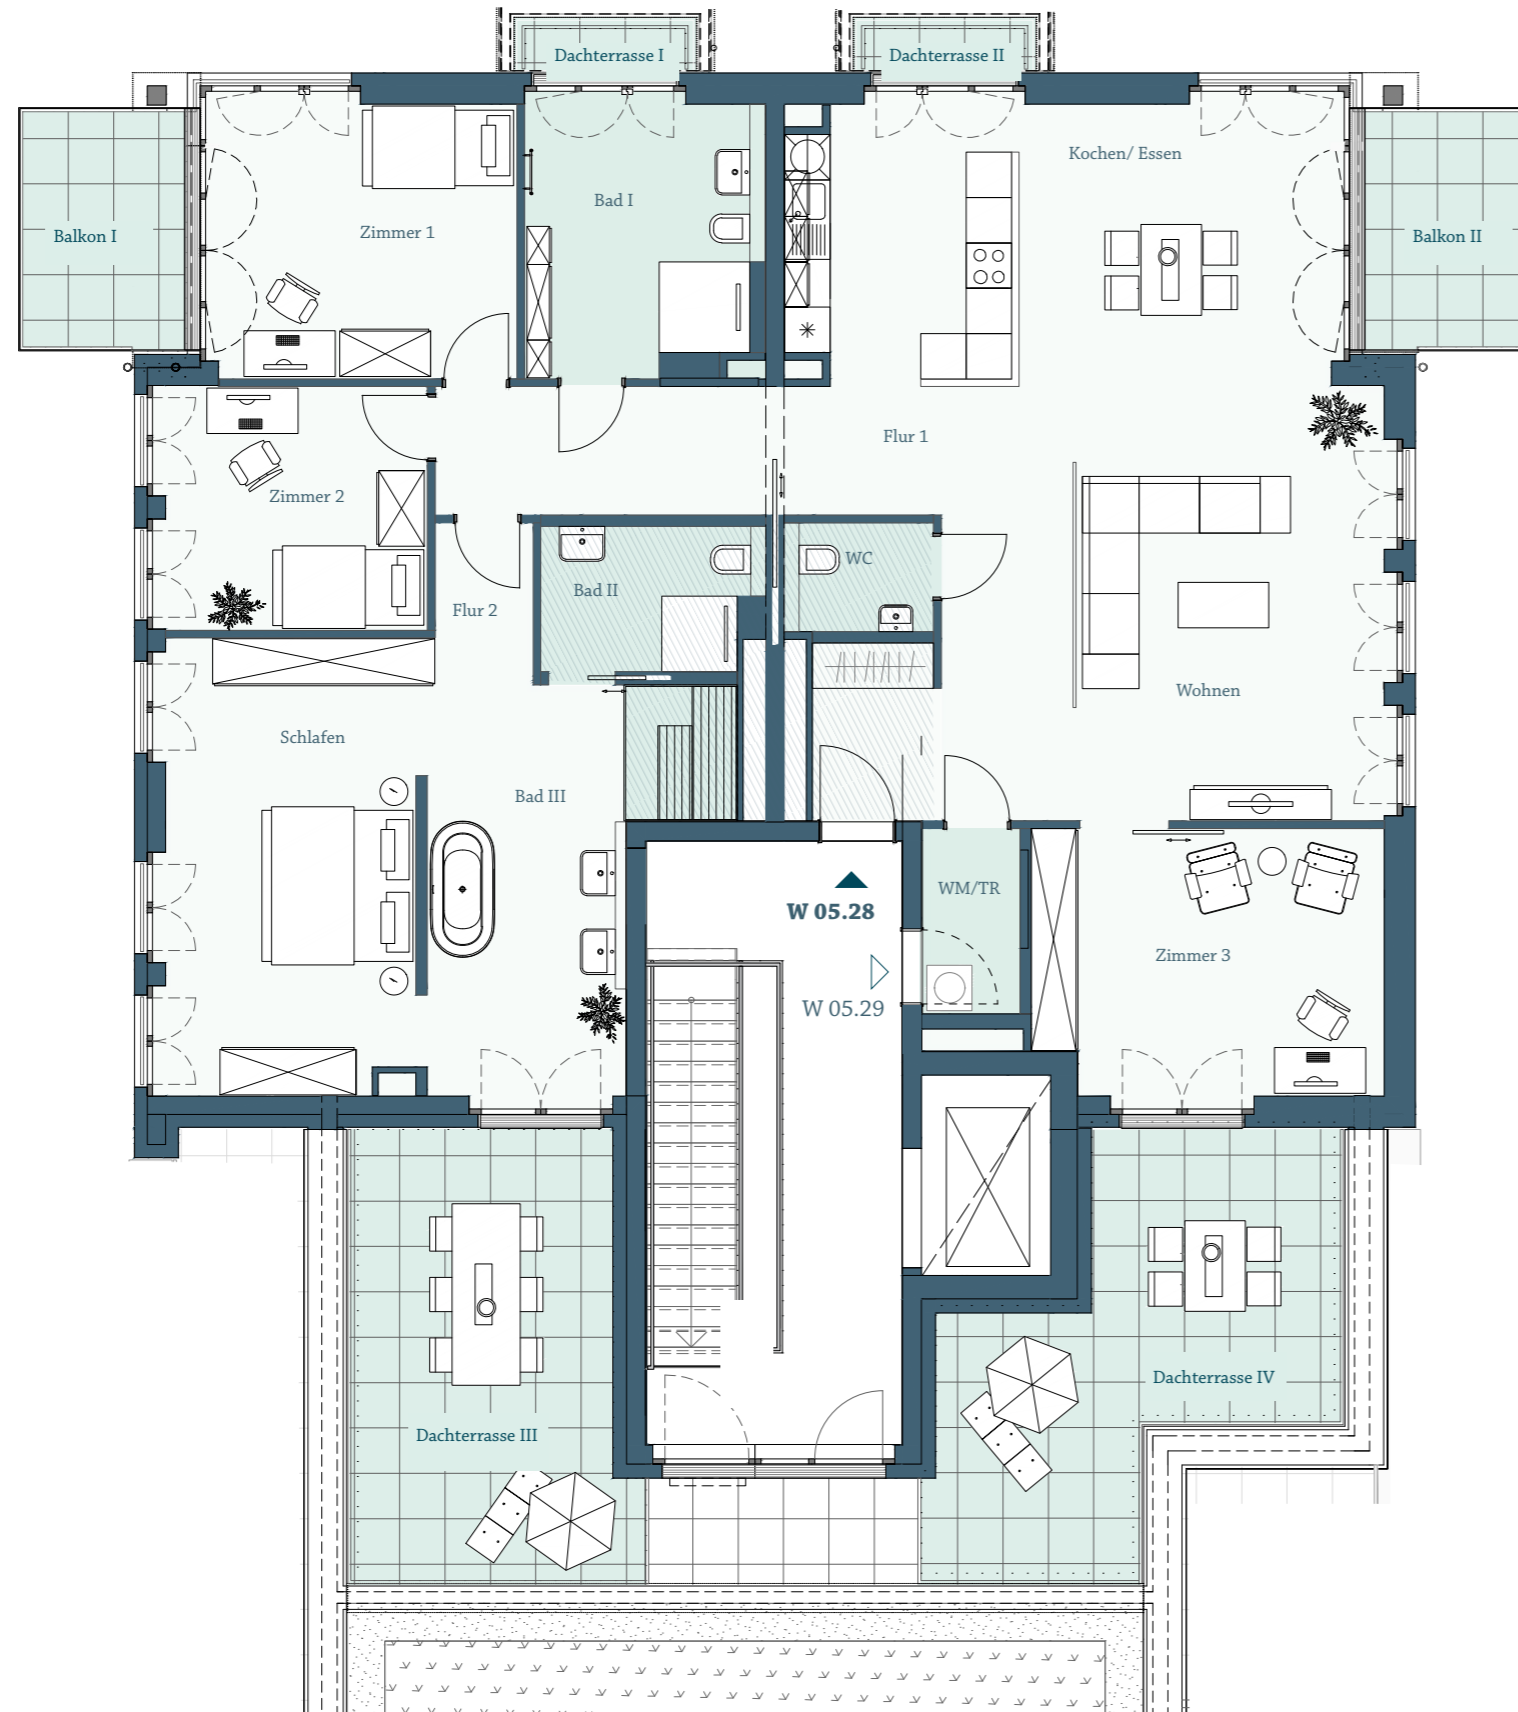 Dachterrasse I
Dachterrasse II
Kochen/ Essen
Bad I
Zimmer 1
Balkon I
Balkon II
Flur 1
Zimmer 2
WC
Bad II
Flur 2
Wohnen
Schlafen
Bad III
WM/TR
W 05.28
Zimmer 3
W 05.29
Dachterrasse IV
Dachterrasse III